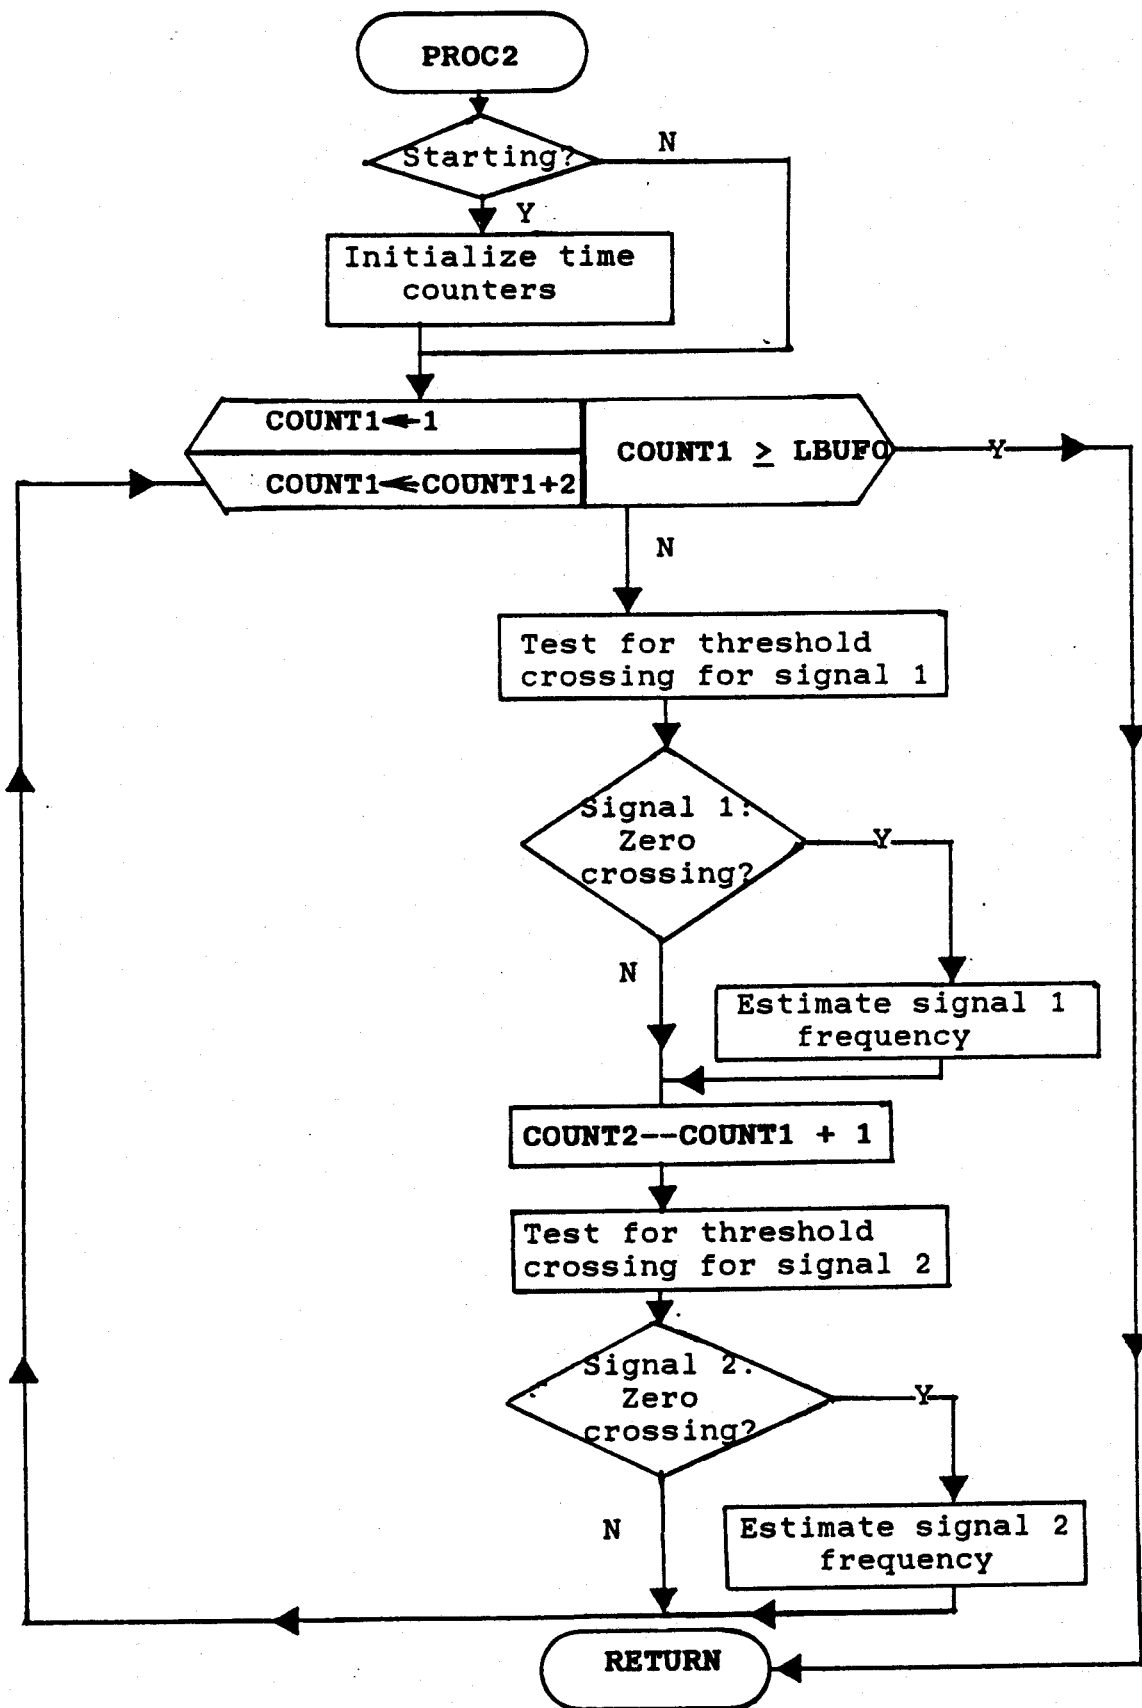 PROC2
Starting?
N
Y
Initialize time
counters
COUNT1←1
COUNT1 ≥ LBUFO
Y
COUNT1←COUNT1+2
N
Test for threshold
crossing for signal 1
Signal 1:
Zero
crossing?
Y
N
Estimate signal 1
frequency
COUNT2--COUNT1 + 1
Test for threshold
crossing for signal 2
Signal 2:
Zero
crossing?
Y
N
Estimate signal 2
frequency
RETURN